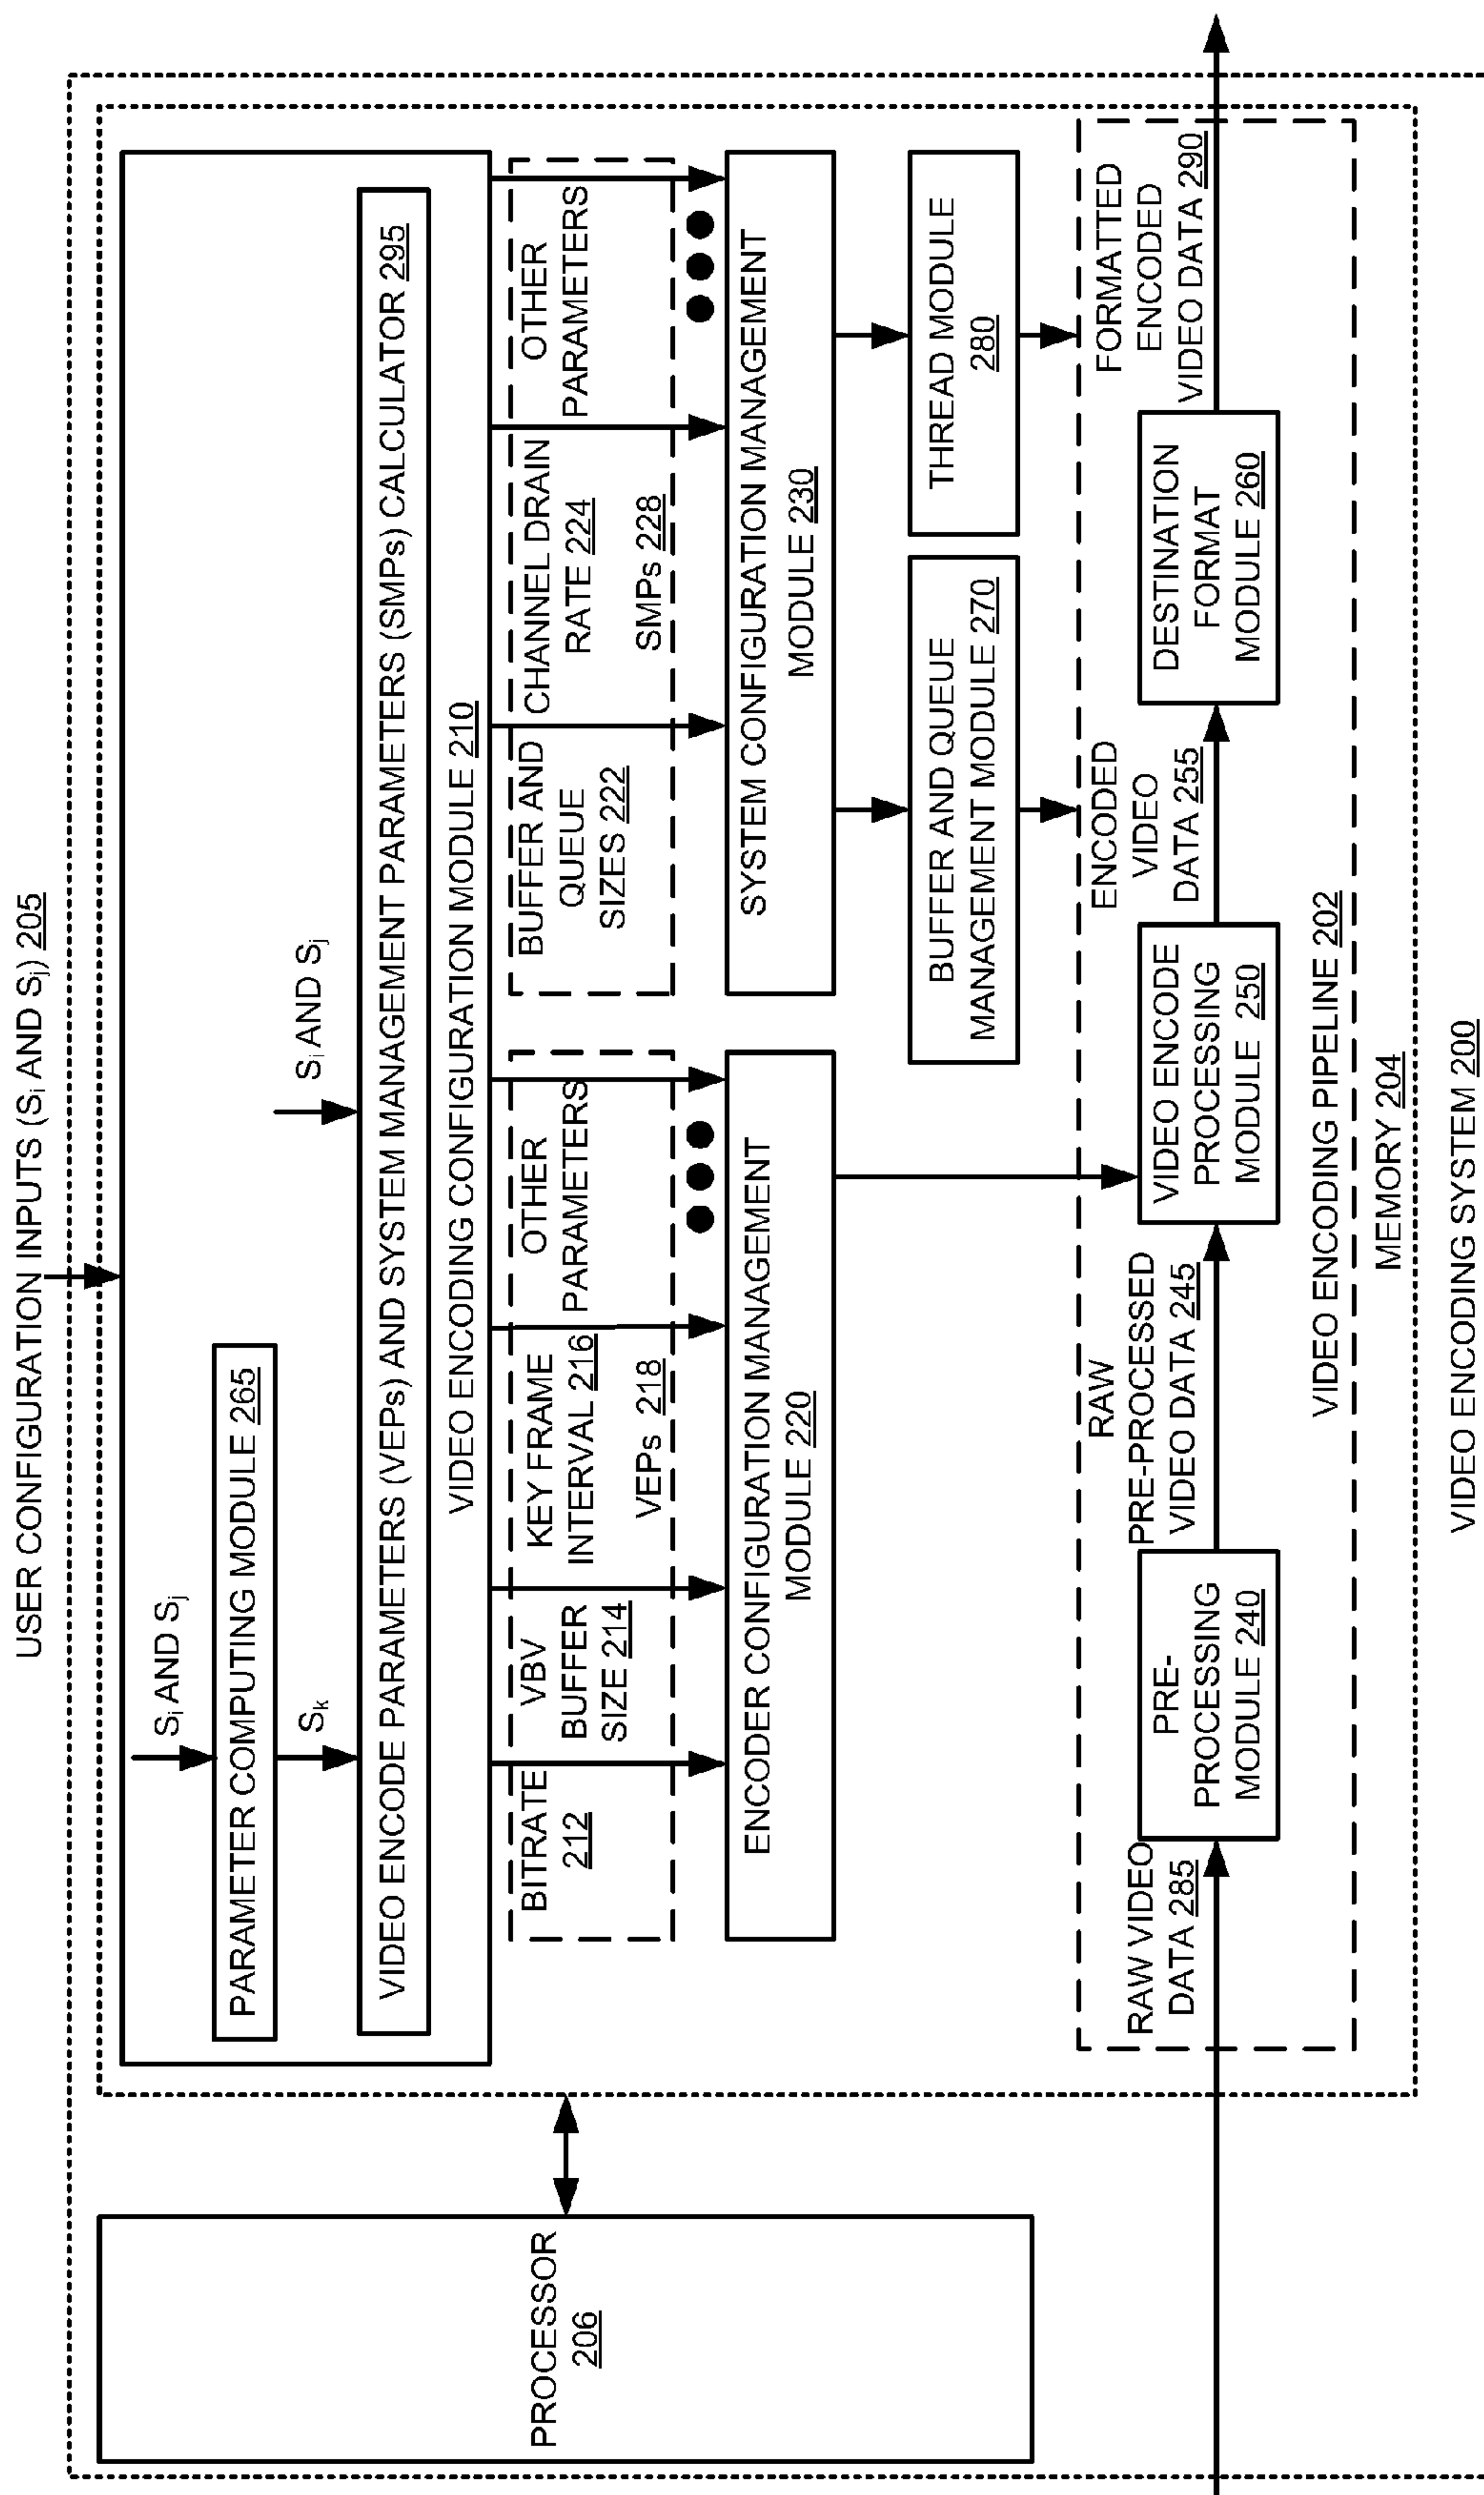 USER CONFIGURATION INPUTS (Si AND Sj) 205
Si AND Sj
PARAMETER COMPUTING MODULE 265
Sk
Si AND Sj
VIDEO ENCODE PARAMETERS (VEPs) AND SYSTEM MANAGEMENT PARAMETERS (SMPs) CALCULATOR 295
VIDEO ENCODING CONFIGURATION MODULE 210
BITRATE
212
VBV
BUFFER
SIZE 214
KEY FRAME
INTERVAL 216
VEPs 218
OTHER
PARAMETERS
BUFFER AND
QUEUE
SIZES 222
CHANNEL DRAIN
RATE 224
SMPs 228
OTHER
PARAMETERS
ENCODER CONFIGURATION MANAGEMENT
MODULE 220
SYSTEM CONFIGURATION MANAGEMENT
MODULE 230
BUFFER AND QUEUE
MANAGEMENT MODULE 270
THREAD MODULE
280
PROCESSOR
206
RAW VIDEO
DATA 285
PRE-
PROCESSING
MODULE 240
RAW
PRE-PROCESSED
VIDEO DATA 245
VIDEO ENCODE
PROCESSING
MODULE 250
ENCODED
VIDEO
DATA 255
DESTINATION
FORMAT
MODULE 260
FORMATTED
ENCODED
VIDEO DATA 290
VIDEO ENCODING PIPELINE 202
MEMORY 204
VIDEO ENCODING SYSTEM 200